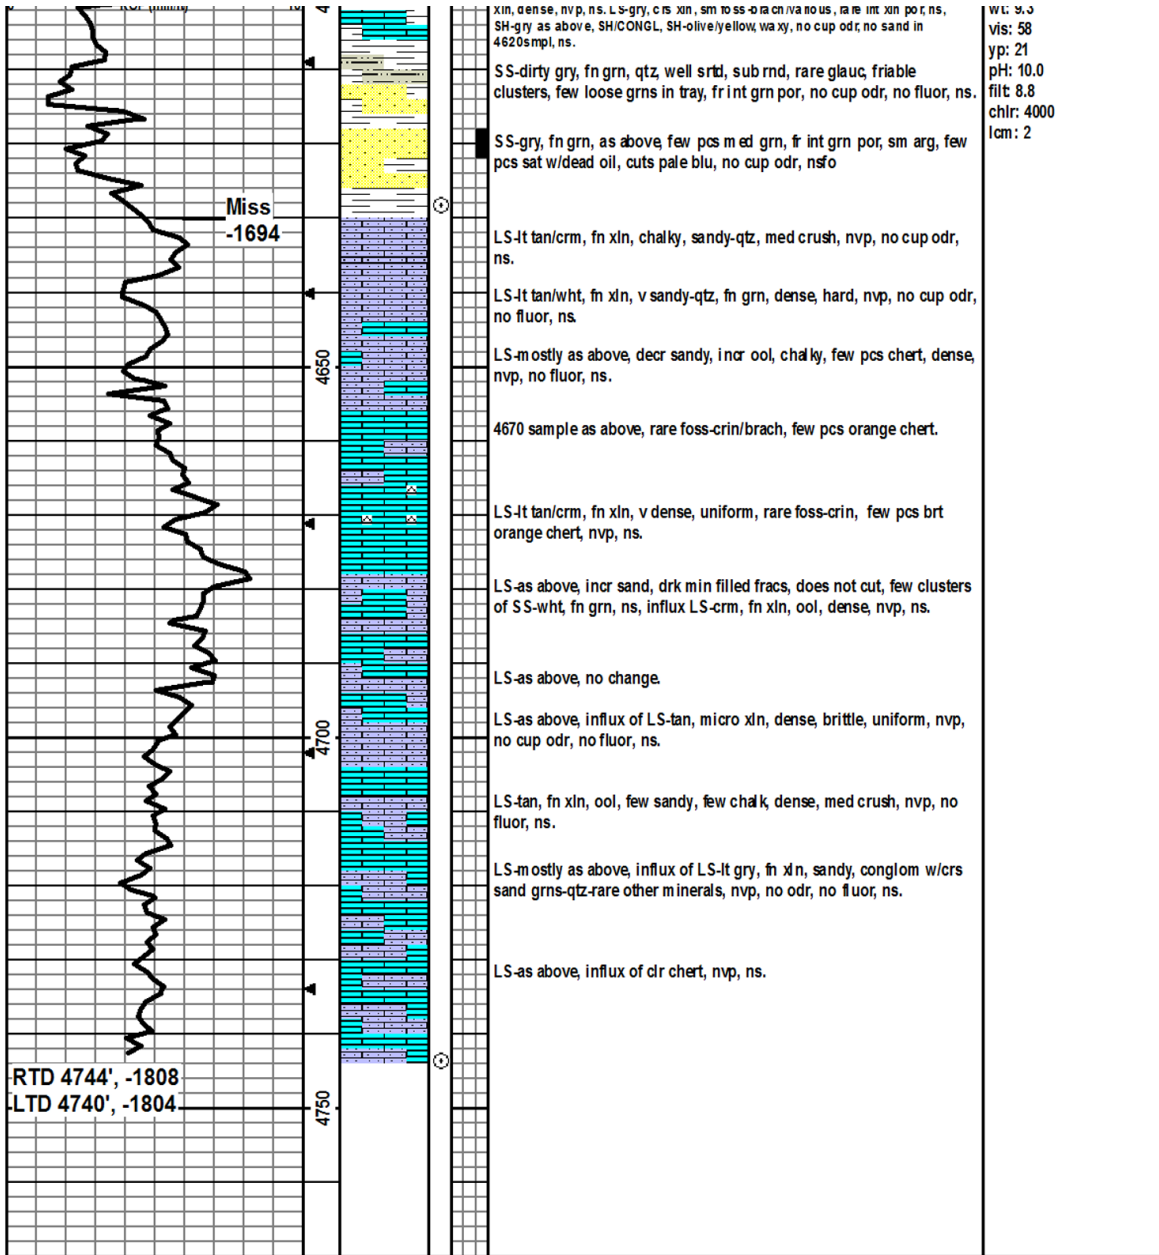 ROP (min/ft)
4
xln, dense, nvp, ns. LS-gry, crs xln, sm foss-brach/various, rare int xln por, ns,
SH-gry as above, SH/CONGL, SH-olive/yellow, waxy, no cup odr, no sand in
4620smpl, ns.
wt: 9.3
vis: 58
yp: 21
pH: 10.0
filt: 8.8
chlr: 4000
lcm: 2
SS-dirty gry, fn grn, qtz, well srtd, sub rnd, rare glauc, friable
clusters, few loose grns in tray, fr int grn por, no cup odr, no fluor, ns.
SS-gry, fn grn, as above, few pcs med grn, fr int grn por, sm arg, few
pcs sat w/dead oil, cuts pale blu, no cup odr, nsfo
Miss
-1694
LS-lt tan/crm, fn xln, chalky, sandy-qtz, med crush, nvp, no cup odr,
ns.
LS-lt tan/wht, fn xln, v sandy-qtz, fn grn, dense, hard, nvp, no cup odr,
no fluor, ns.
4650
LS-mostly as above, decr sandy, incr ool, chalky, few pcs chert, dense,
nvp, no fluor, ns.
4670 sample as above, rare foss-crin/brach, few pcs orange chert.
LS-lt tan/crm, fn xln, v dense, uniform, rare foss-crin, few pcs brt
orange chert, nvp, ns.
LS-as above, incr sand, drk min filled fracs, does not cut, few clusters
of SS-wht, fn grn, ns, influx LS-crm, fn xln, ool, dense, nvp, ns.
LS-as above, no change.
4700
LS-as above, influx of LS-tan, micro xln, dense, brittle, uniform, nvp,
no cup odr, no fluor, ns.
LS-tan, fn xln, ool, few sandy, few chalk, dense, med crush, nvp, no
fluor, ns.
LS-mostly as above, influx of LS-lt gry, fn xln, sandy, conglom w/crs
sand grns-qtz-rare other minerals, nvp, no odr, no fluor, ns.
LS-as above, influx of clr chert, nvp, ns.
RTD 4744', -1808
LTD 4740', -1804
4750